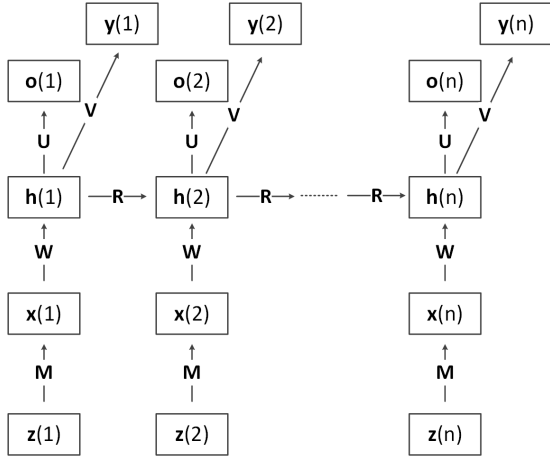 y(1) y(2) y(n)
o(1) o(2) o(n)
V V V
U U U
h(1) R h(2) R R h(n)
W W W
x(1) x(2) x(n)
M M M
z(1) z(2) z(n)